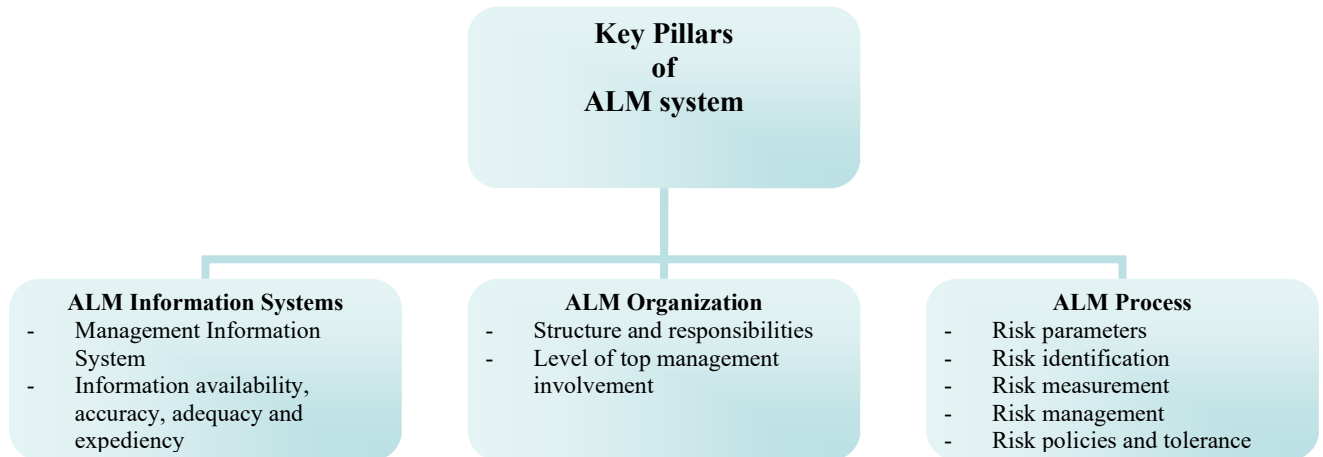 Key Pillars
of
ALM system
ALM Information Systems
- Management Information
System
- Information availability,
accuracy, adequacy and
expediency
ALM Organization
- Structure and responsibilities
- Level of top management
involvement
ALM Process
- Risk parameters
- Risk identification
- Risk measurement
- Risk management
- Risk policies and tolerance